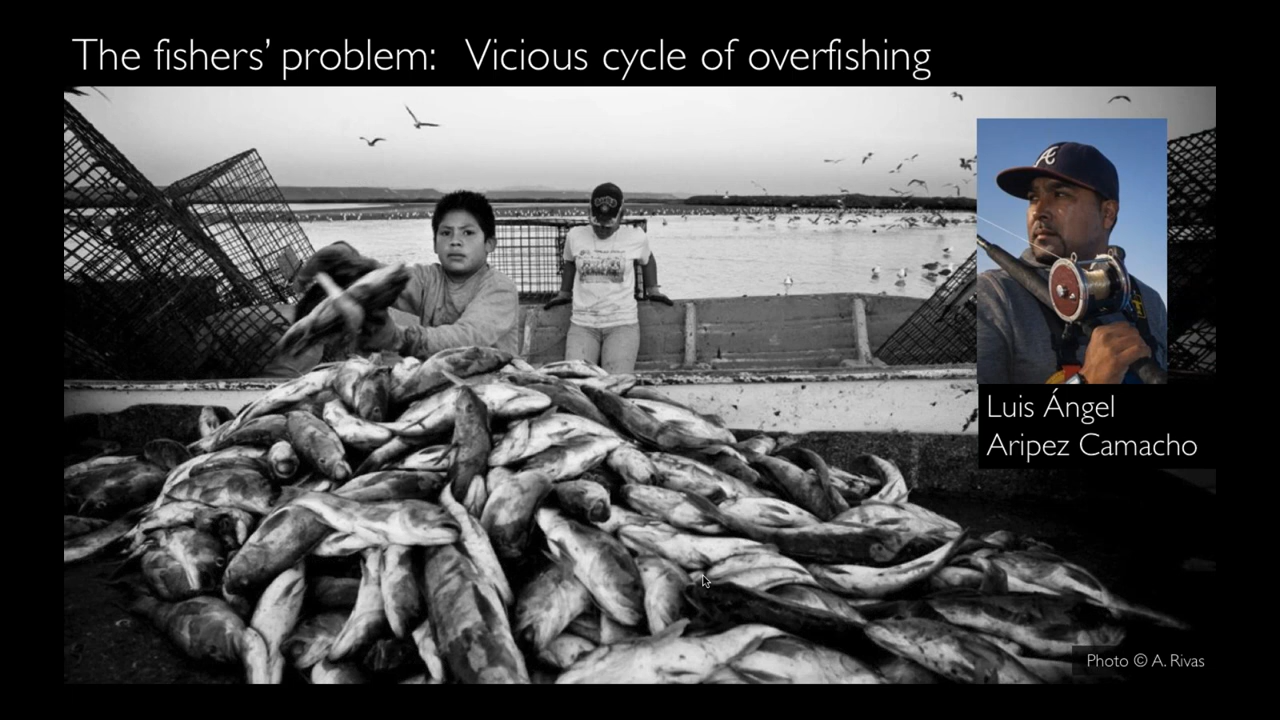 The fishers’ problem: Vicious cycle of overfishing
A
Luis Ángel
Aripez Camacho
Photo © A. Rivas